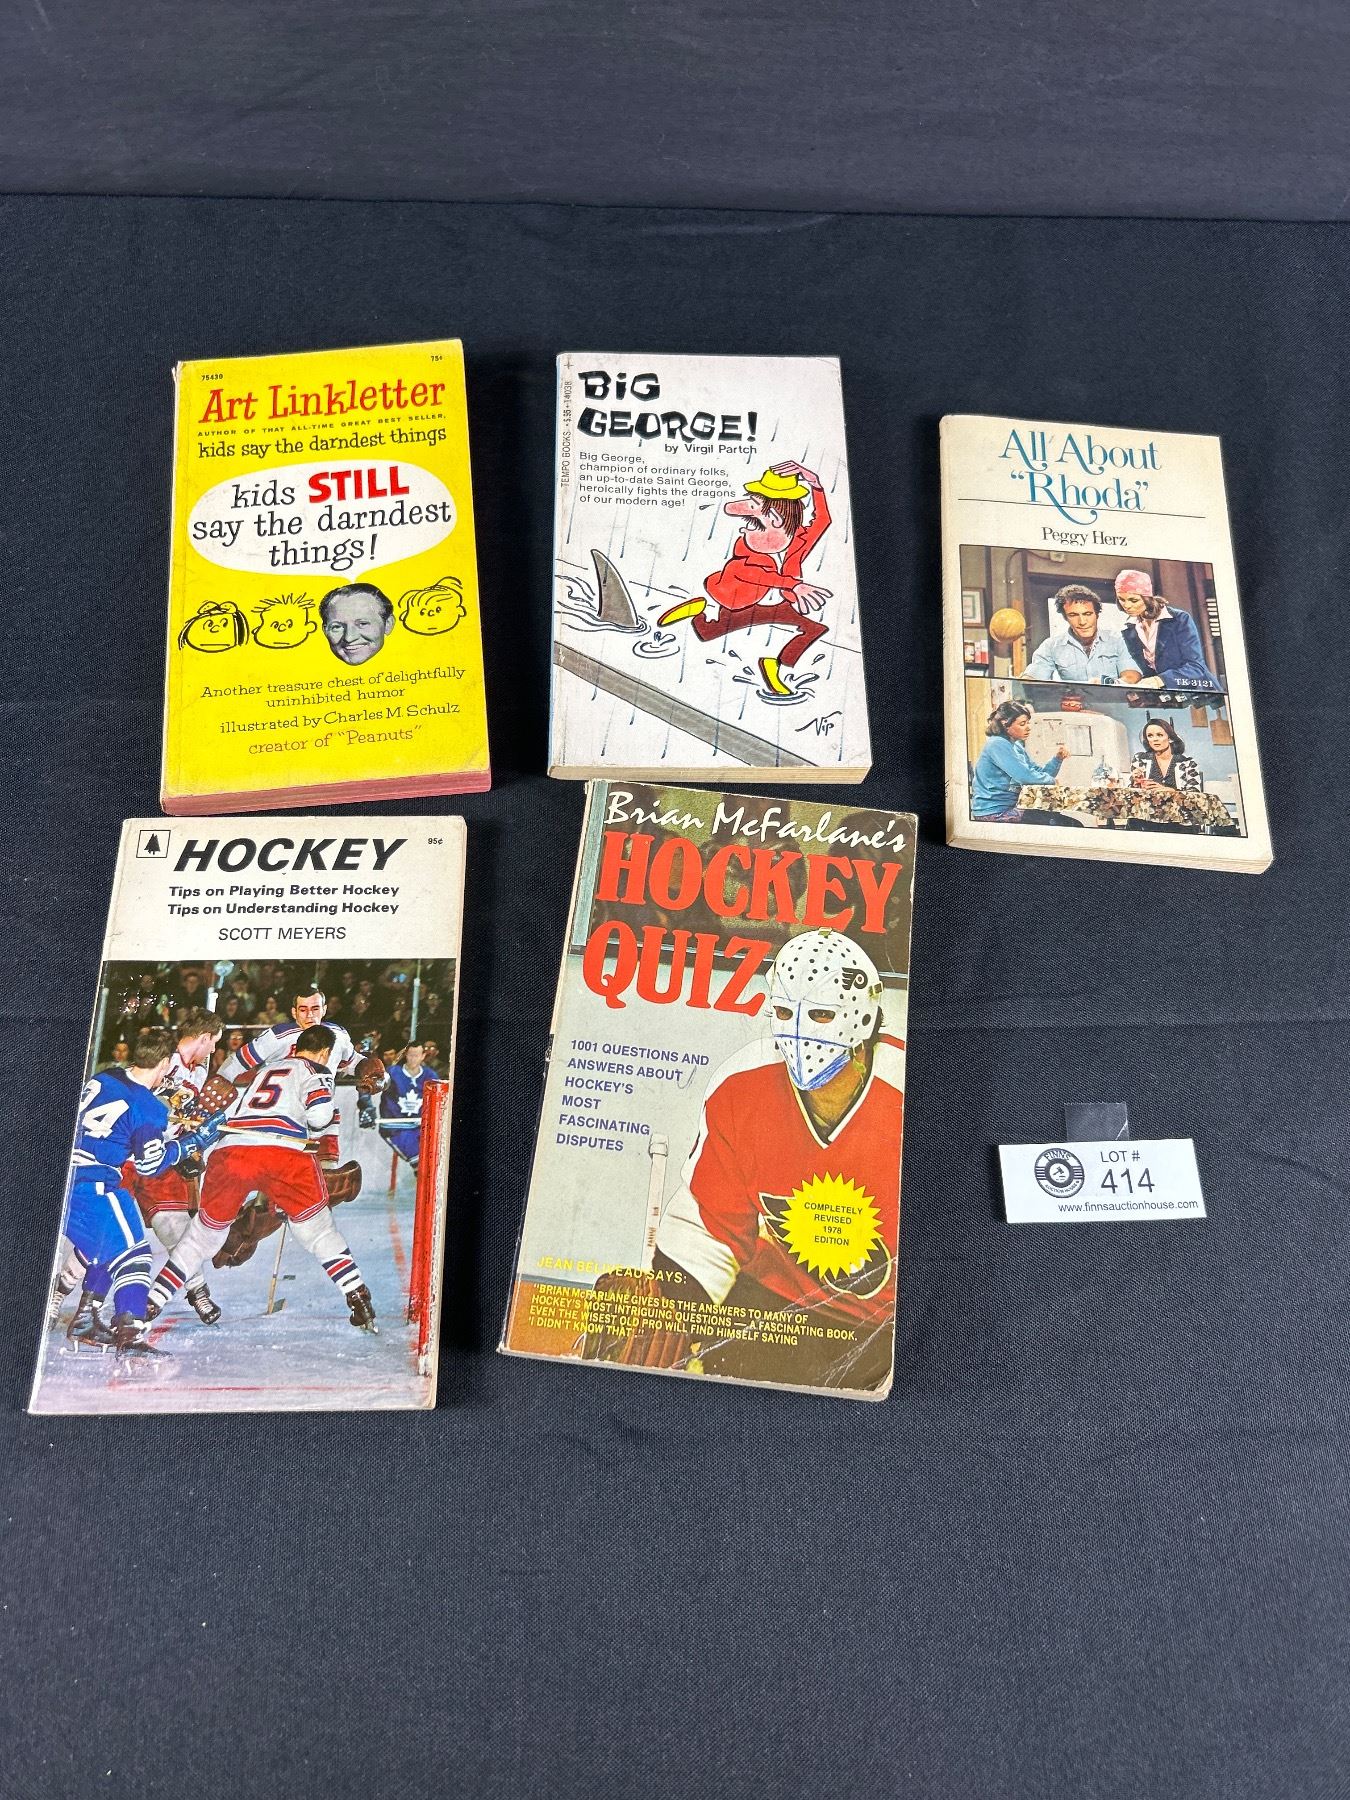 75430
75¢
Art Linkletter
AUTHOR OF THAT ALL-TIME GREAT BEST SELLER,
kids say the darndest things
kids STILL
say the darndest
things!
Another treasure chest of delightfully
uninhibited humor
illustrated by Charles M. Schulz
creator of "Peanuts"
TEMPO BOOKS • $.95 • 14038
BiG
GEORGE!
by Virgil Partch
Big George,
champion of ordinary folks,
an up-to-date Saint George,
heroically fights the dragons
of our modern age!
Vip
All About
"Rhoda"
Peggy Herz
TK 3121
HOCKEY
95¢
Tips on Playing Better Hockey
Tips on Understanding Hockey
SCOTT MEYERS
24
15
15
Brian McFarlane's
HOCKEY
QUIZ
1001 QUESTIONS AND
ANSWERS ABOUT
HOCKEY'S
MOST
FASCINATING
DISPUTES
COMPLETELY
REVISED
1978
EDITION
JEAN BELIVEAU SAYS:
"BRIAN McFARLANE GIVES US THE ANSWERS TO MANY OF
HOCKEY'S MOST INTRIGUING QUESTIONS — A FASCINATING BOOK.
EVEN THE WISEST OLD PRO WILL FIND HIMSELF SAYING
'I DIDN'T KNOW THAT'."
LOT #
414
www.finnsauctionhouse.com